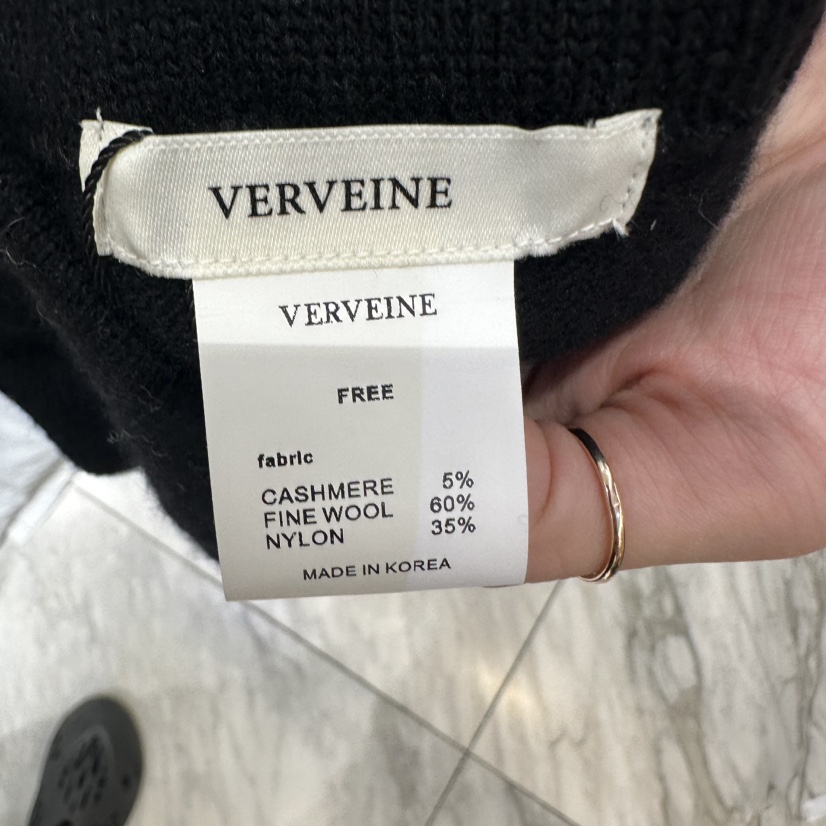 VERVEINE
VERVEINE
FREE
fabric
CASHMERE 5%
FINE WOOL 60%
NYLON 35%
MADE IN KOREA